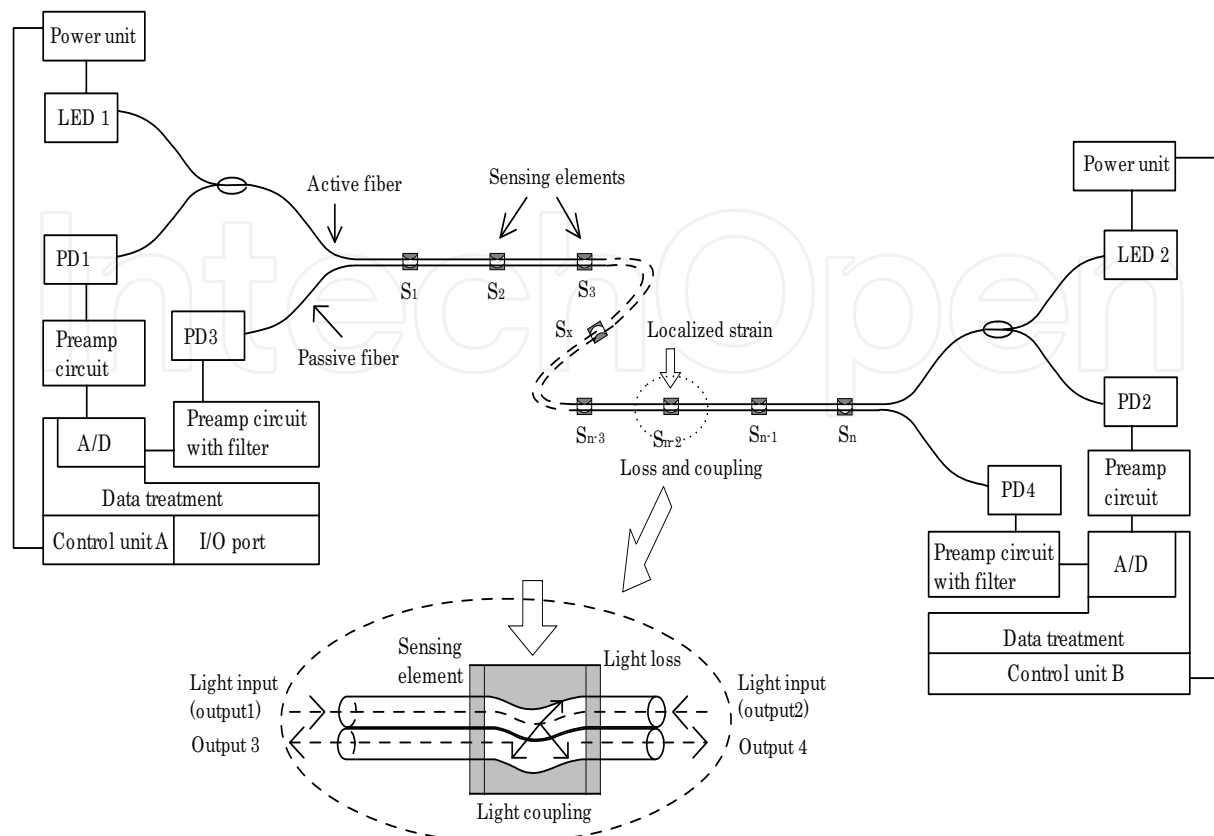 Power unit
LED 1
PD1
Preamp
circuit
A/D
PD3
Preamp circuit
with filter
Data treatment
Control unit A
I/O port
Active fiber
Passive fiber
Sensing elements
S1
S2
S3
Sx
Localized strain
Sn-3
Sn-2
Sn-1
Sn
Loss and coupling
Power unit
LED 2
PD2
Preamp
circuit
PD4
Preamp circuit
with filter
A/D
Data treatment
Control unit B
Sensing
element
Light loss
Light input
(output1)
Output 3
Light input
(output2)
Output 4
Light coupling
IntechOpen